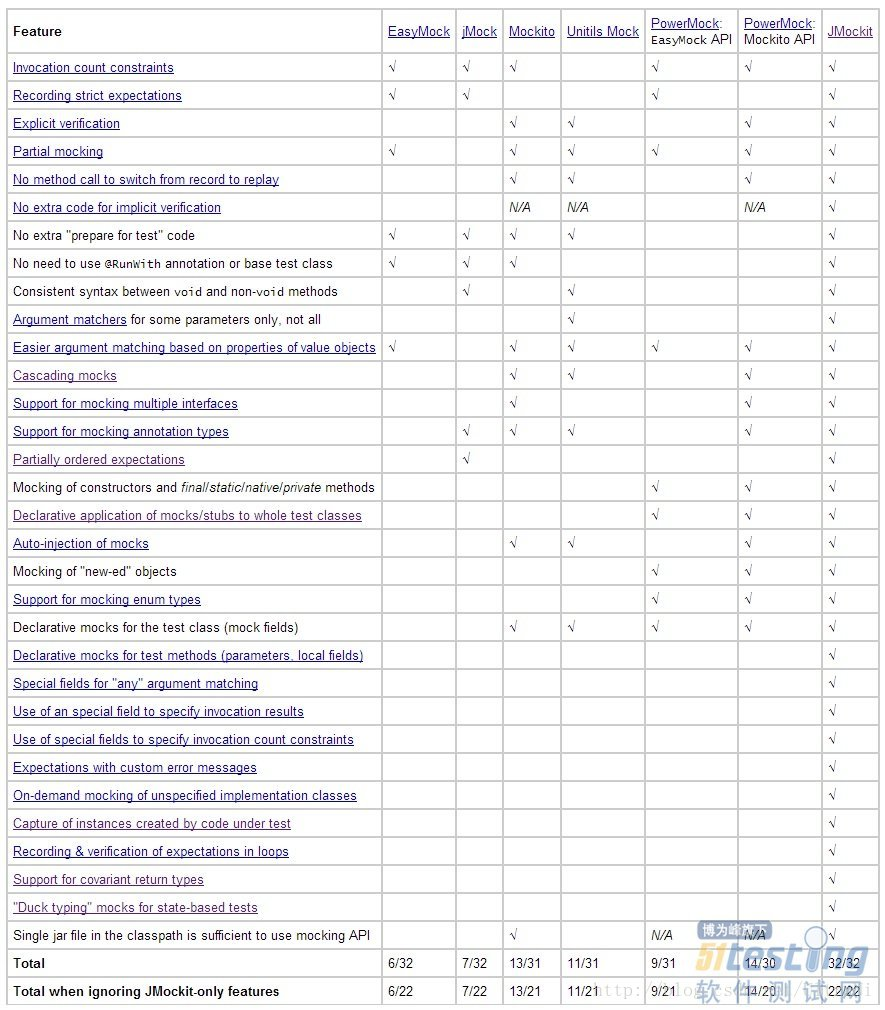 Feature EasyMock jMock Mockito Unitils Mock PowerMock: EasyMock API PowerMock: Mockito API JMockit
Invocation count constraints √ √ √ √ √ √
Recording strict expectations √ √ √ √
Explicit verification √ √ √ √
Partial mocking √ √ √ √ √ √
No method call to switch from record to replay √ √ √ √
No extra code for implicit verification N/A N/A N/A √
No extra "prepare for test" code √ √ √ √ √
No need to use @RunWith annotation or base test class √ √ √ √
Consistent syntax between void and non-void methods √ √ √
Argument matchers for some parameters only, not all √ √
Easier argument matching based on properties of value objects √ √ √ √ √ √
Cascading mocks √ √ √ √
Support for mocking multiple interfaces √ √ √
Support for mocking annotation types √ √ √ √ √
Partially ordered expectations √ √
Mocking of constructors and final/static/native/private methods √ √ √
Declarative application of mocks/stubs to whole test classes √ √ √
Auto-injection of mocks √ √ √ √
Mocking of "new-ed" objects √ √ √
Support for mocking enum types √ √ √
Declarative mocks for the test class (mock fields) √ √ √ √ √
Declarative mocks for test methods (parameters, local fields) √
Special fields for "any" argument matching √
Use of an special field to specify invocation results √
Use of special fields to specify invocation count constraints √
Expectations with custom error messages √
On-demand mocking of unspecified implementation classes √
Capture of instances created by code under test √
Recording & verification of expectations in loops √
Support for covariant return types √
"Duck typing" mocks for state-based tests √
Single jar file in the classpath is sufficient to use mocking API √ N/A N/A √
Total 6/32 7/32 13/31 11/31 9/31 14/30 32/32
Total when ignoring JMockit-only features 6/22 7/22 13/21 11/21 9/21 14/20 22/22
博为峰旗下
51testing
软件测试网